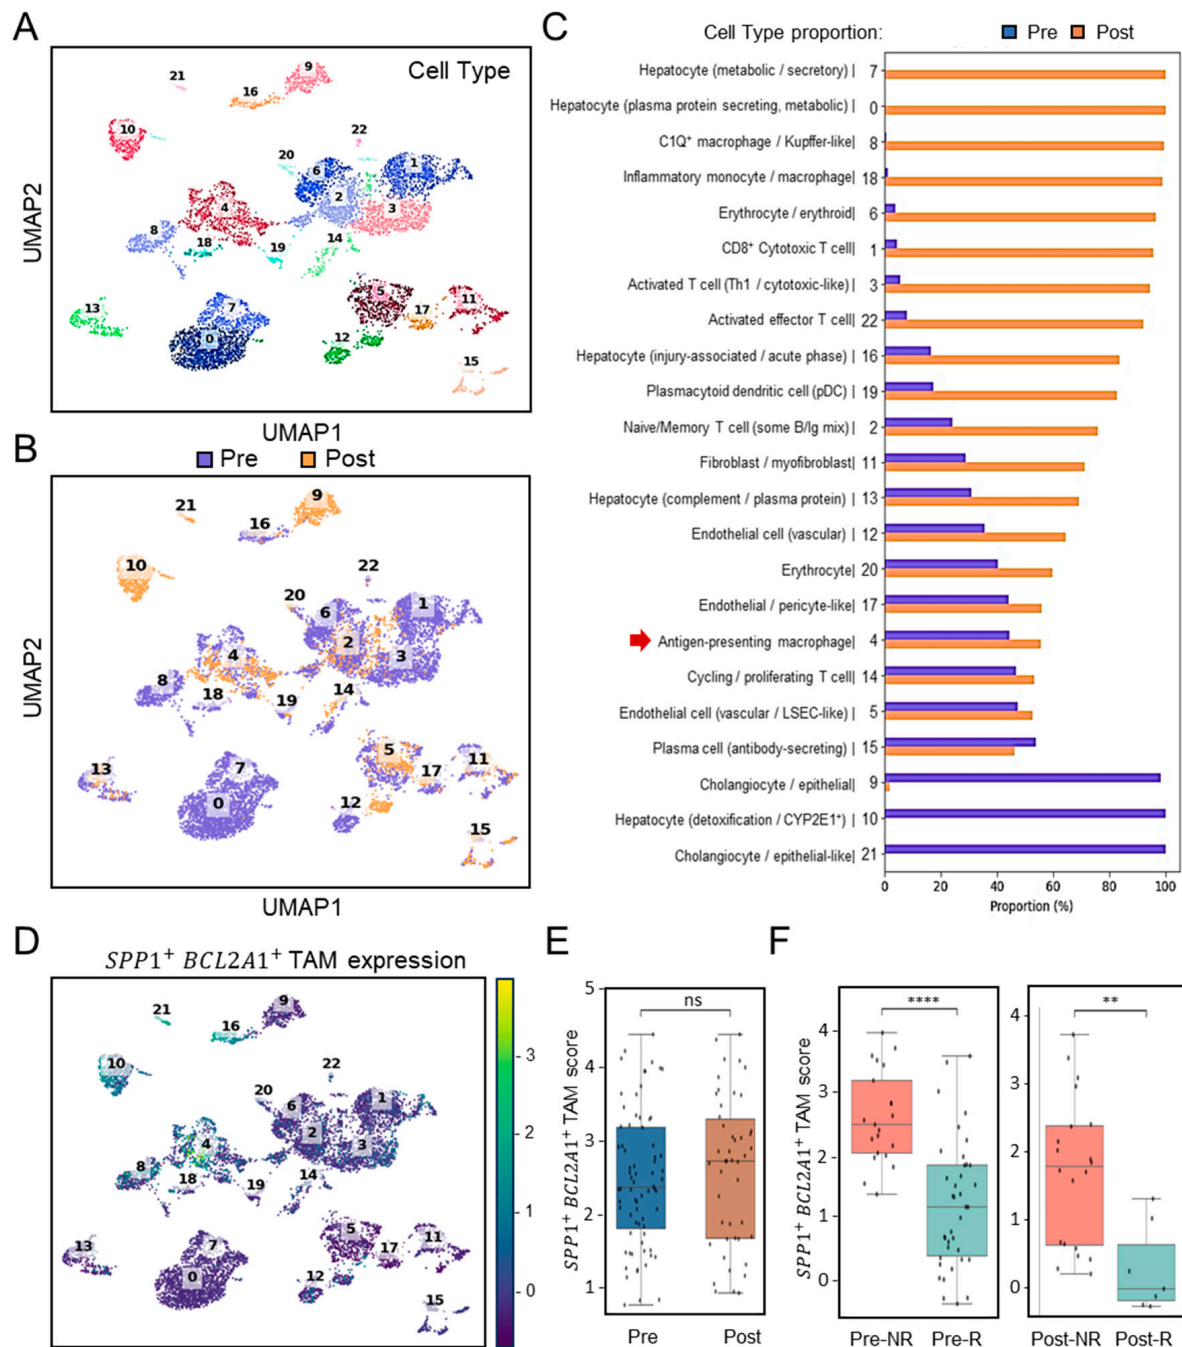 A
Cell Type
21
9
16
10
22
20
6
1
2
3
4
8
18
19
14
13
7
0
5
17
11
12
15
UMAP2
UMAP1
B
Pre
Post
21
9
16
10
22
20
6
1
2
3
4
8
18
19
14
13
7
0
5
17
11
12
15
UMAP2
UMAP1
C
Cell Type proportion: Pre Post
Hepatocyte (metabolic / secretory) | 7
Hepatocyte (plasma protein secreting, metabolic) | 0
C1Q⁺ macrophage / Kupffer-like| 8
Inflammatory monocyte / macrophage| 18
Erythrocyte / erythroid| 6
CD8⁺ Cytotoxic T cell| 1
Activated T cell (Th1 / cytotoxic-like) | 3
Activated effector T cell| 22
Hepatocyte (injury-associated / acute phase) | 16
Plasmacytoid dendritic cell (pDC) | 19
Naive/Memory T cell (some B/Ig mix) | 2
Fibroblast / myofibroblast| 11
Hepatocyte (complement / plasma protein) | 13
Endothelial cell (vascular) | 12
Erythrocyte| 20
Endothelial / pericyte-like| 17
Antigen-presenting macrophage| 4
Cycling / proliferating T cell| 14
Endothelial cell (vascular / LSEC-like) | 5
Plasma cell (antibody-secreting) | 15
Cholangiocyte / epithelial| 9
Hepatocyte (detoxification / CYP2E1⁺) | 10
Cholangiocyte / epithelial-like| 21
0 20 40 60 80 100
Proportion (%)
D
SPP1⁺ BCL2A1⁺ TAM expression
21
9
16
10
22
20
6
1
2
3
4
8
18
19
14
13
7
0
5
17
11
12
15
- 3
- 2
- 1
- 0
E
SPP1⁺ BCL2A1⁺ TAM score
5
4
3
2
1
ns
Pre Post
F
SPP1⁺ BCL2A1⁺ TAM score
4
3
2
1
0
****
Pre-NR Pre-R
4
3
2
1
0
**
Post-NR Post-R